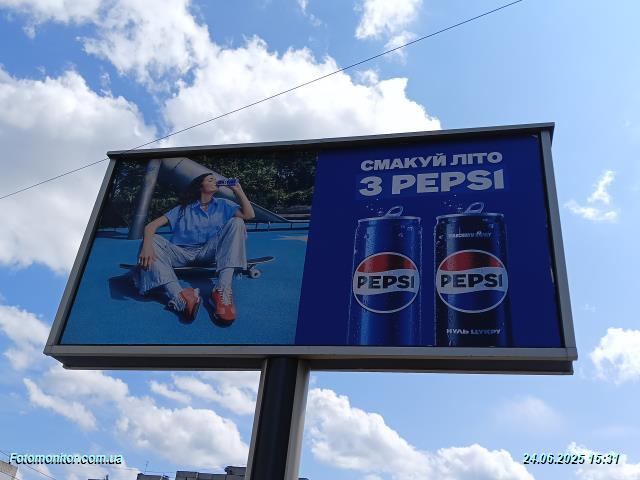 СМАКУЙ ЛІТО
З PEPSI
PEPSI
PEPSI
НУЛЬ ЦУКРУ
Fotomonitor.com.ua
24.06.2025 15:31